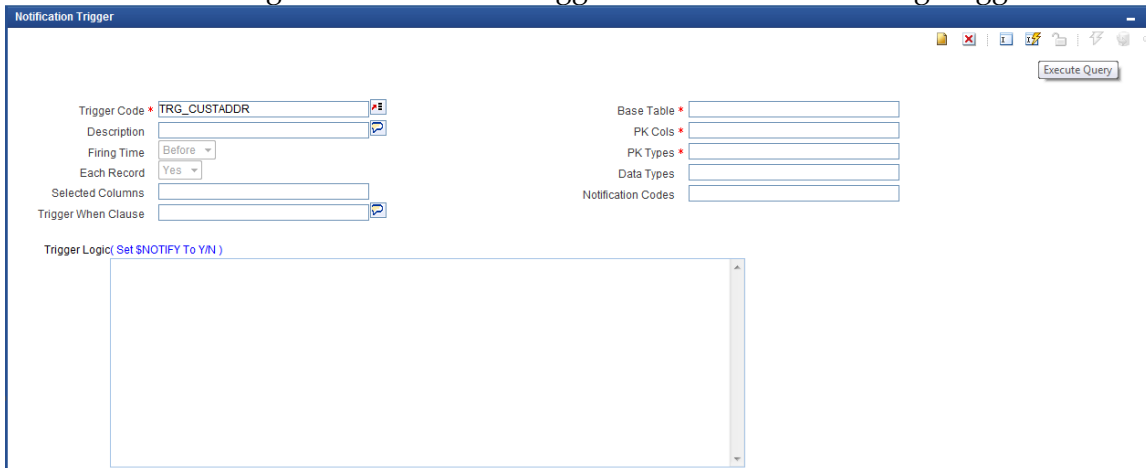 Notification Trigger
Execute Query
Trigger Code * TRG_CUSTADDR
Base Table *
Description
PK Cols *
Firing Time Before
PK Types *
Each Record Yes
Data Types
Selected Columns
Notification Codes
Trigger When Clause
Trigger Logic( Set $NOTIFY To Y/N )